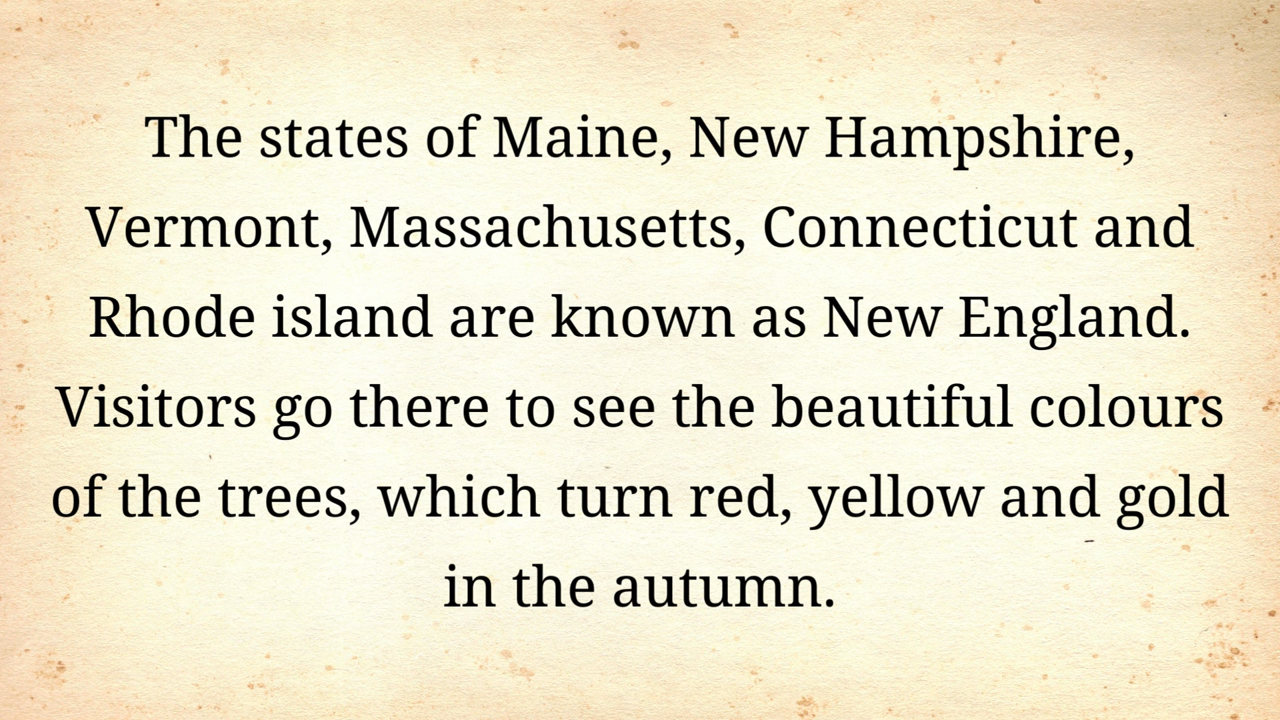 The states of Maine, New Hampshire,
Vermont, Massachusetts, Connecticut and
Rhode island are known as New England.
Visitors go there to see the beautiful colours
of the trees, which turn red, yellow and gold
in the autumn.